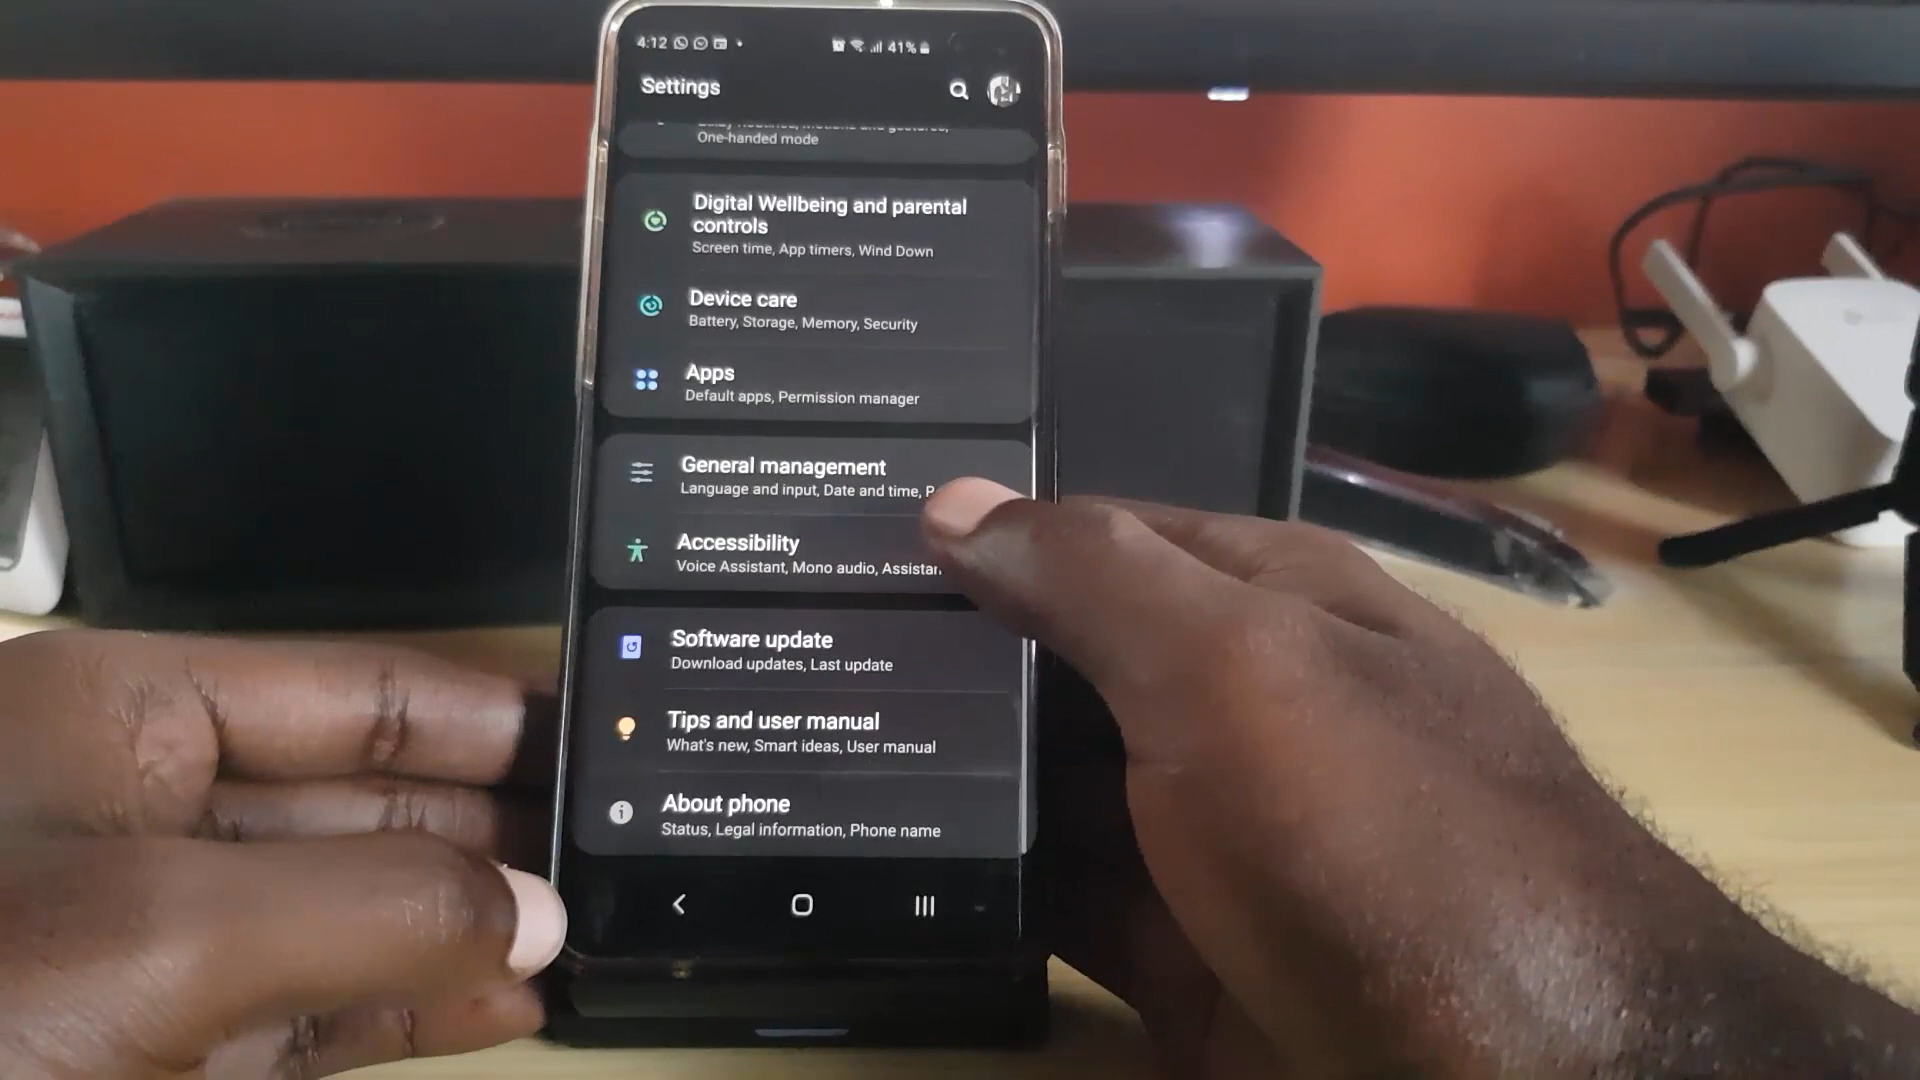 4:12 41%
Settings
One-handed mode
Digital Wellbeing and parental
controls
Screen time, App timers, Wind Down
Device care
Battery, Storage, Memory, Security
Apps
Default apps, Permission manager
General management
Language and input, Date and time,
Accessibility
Voice Assistant, Mono audio, Assistan
Software update
Download updates, Last update
Tips and user manual
What's new, Smart ideas, User manual
About phone
Status, Legal information, Phone name